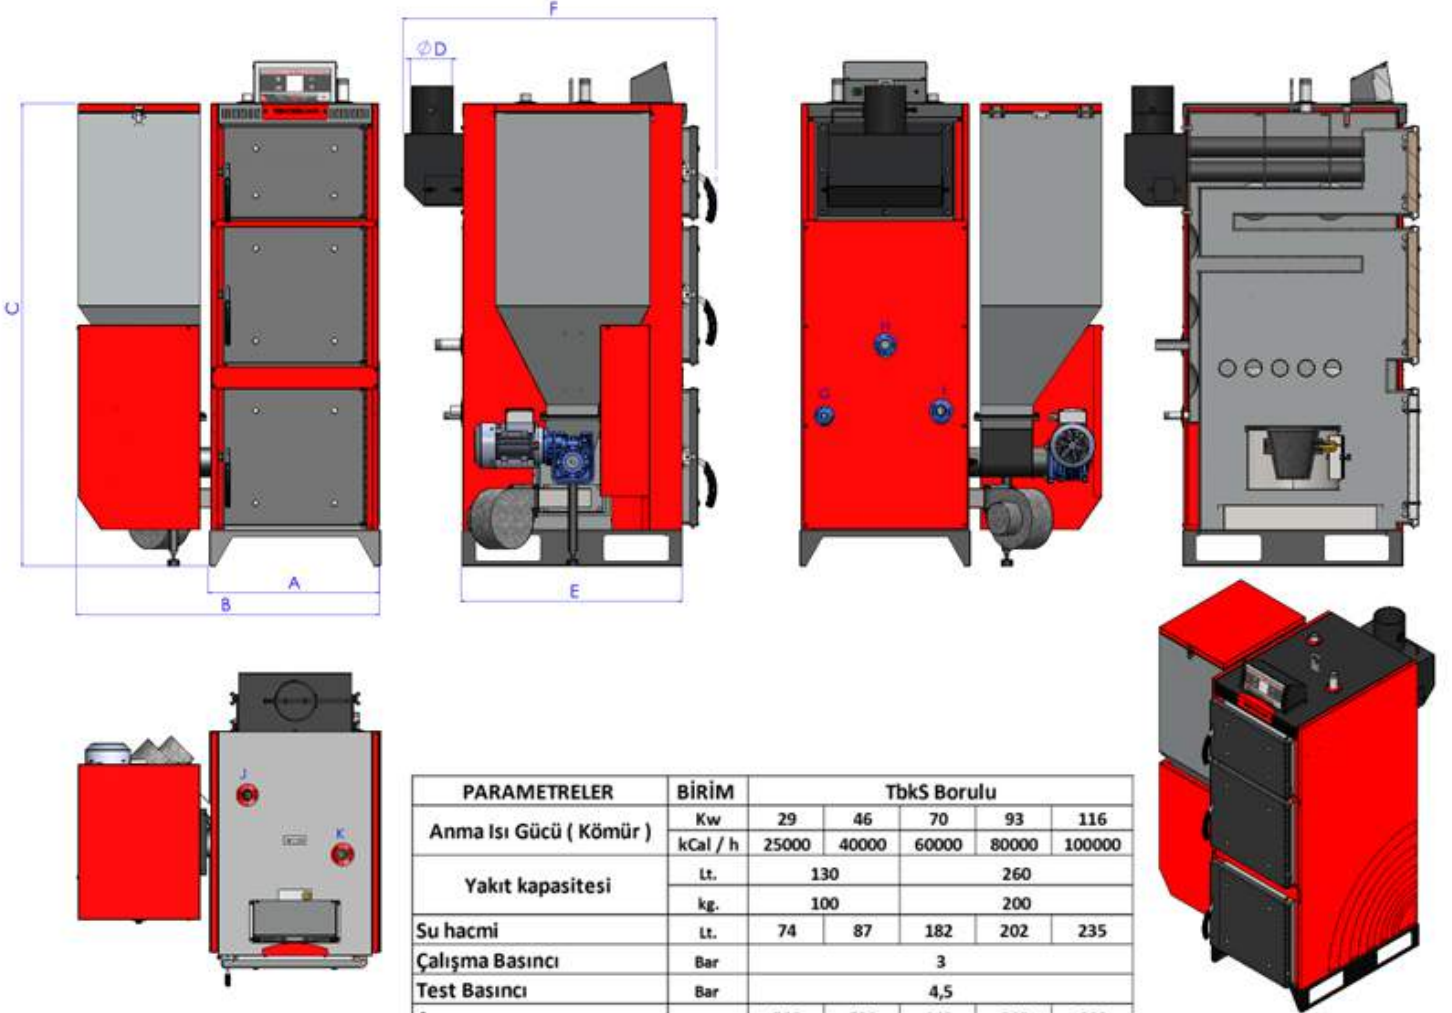 F
ØD
C
H
G
I
A
B
E
J
K
PARAMETRELER BİRİM TbkS Borulu
Anma Isı Gücü ( Kömür ) Kw 29 46 70 93 116
kCal / h 25000 40000 60000 80000 100000
Yakıt kapasitesi Lt. 130 260
kg. 100 200
Su hacmi Lt. 74 87 182 202 235
Çalışma Basıncı Bar 3
Test Basıncı Bar 4,5